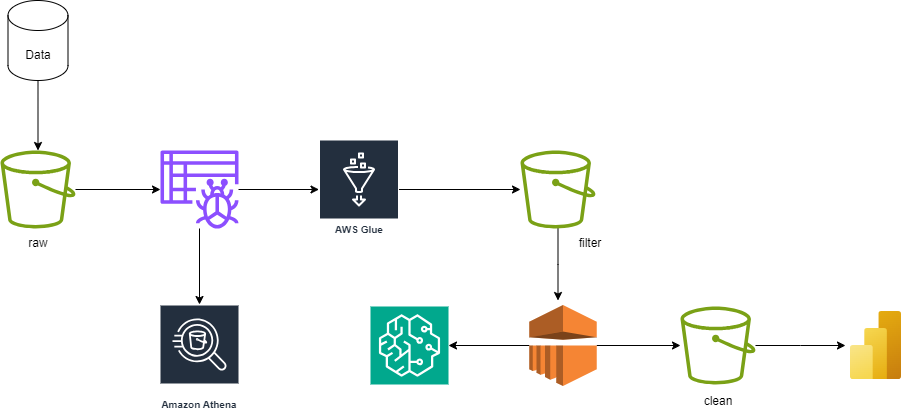 Data
AWS Glue
raw
filter
clean
Amazon Athena